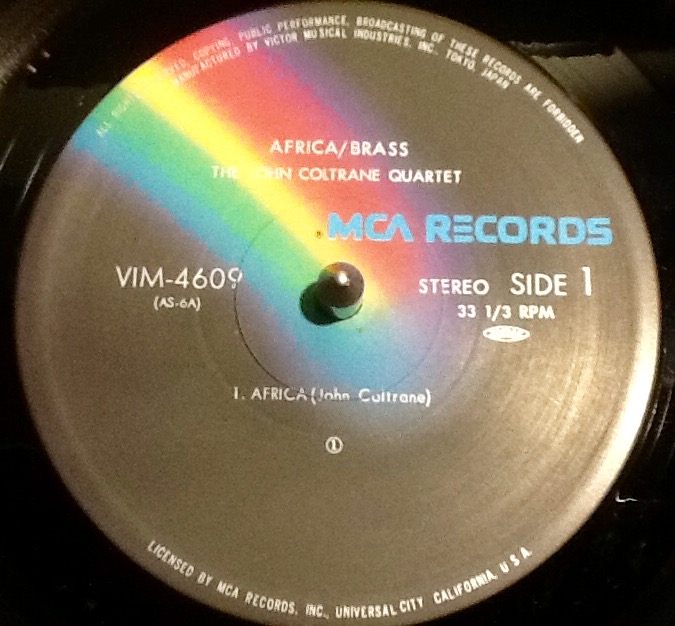 ALL RIGHTS COPYING, PUBLIC PERFORMANCE, BROADCASTING OF THESE RECORDS ARE FORBIDDEN
MANUFACTURED BY VICTOR MUSICAL INDUSTRIES, INC., TOKYO, JAPAN
AFRICA/BRASS
THE JOHN COLTRANE QUARTET
MCA RECORDS
VIM-4609
(AS-6A)
STEREO SIDE 1
33 1/3 RPM
1. AFRICA (John Coltrane)
①
LICENSED BY MCA RECORDS, INC., UNIVERSAL CITY CALIFORNIA, U.S.A.